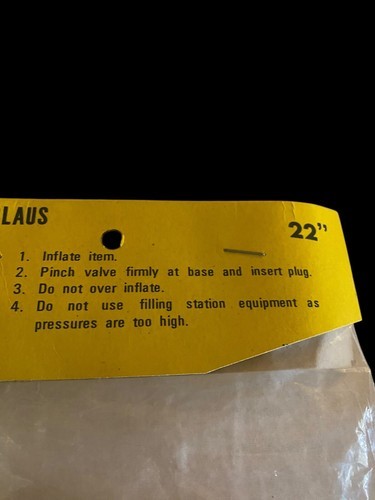 LAUS
22"
1. Inflate item.
2. Pinch valve firmly at base and insert plug.
3. Do not over inflate.
4. Do not use filling station equipment as
pressures are too high.